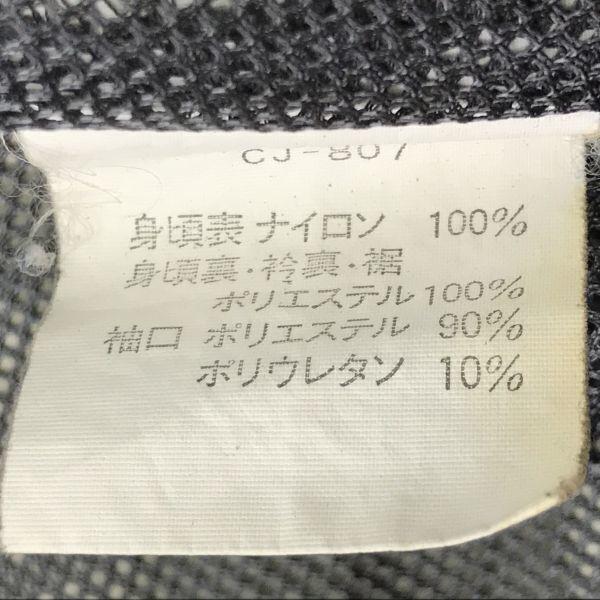 CJ-807
身頃表 ナイロン 100%
身頃裏・衿裏・裾
ポリエステル 100%
袖口 ポリエステル 90%
ポリウレタン 10%